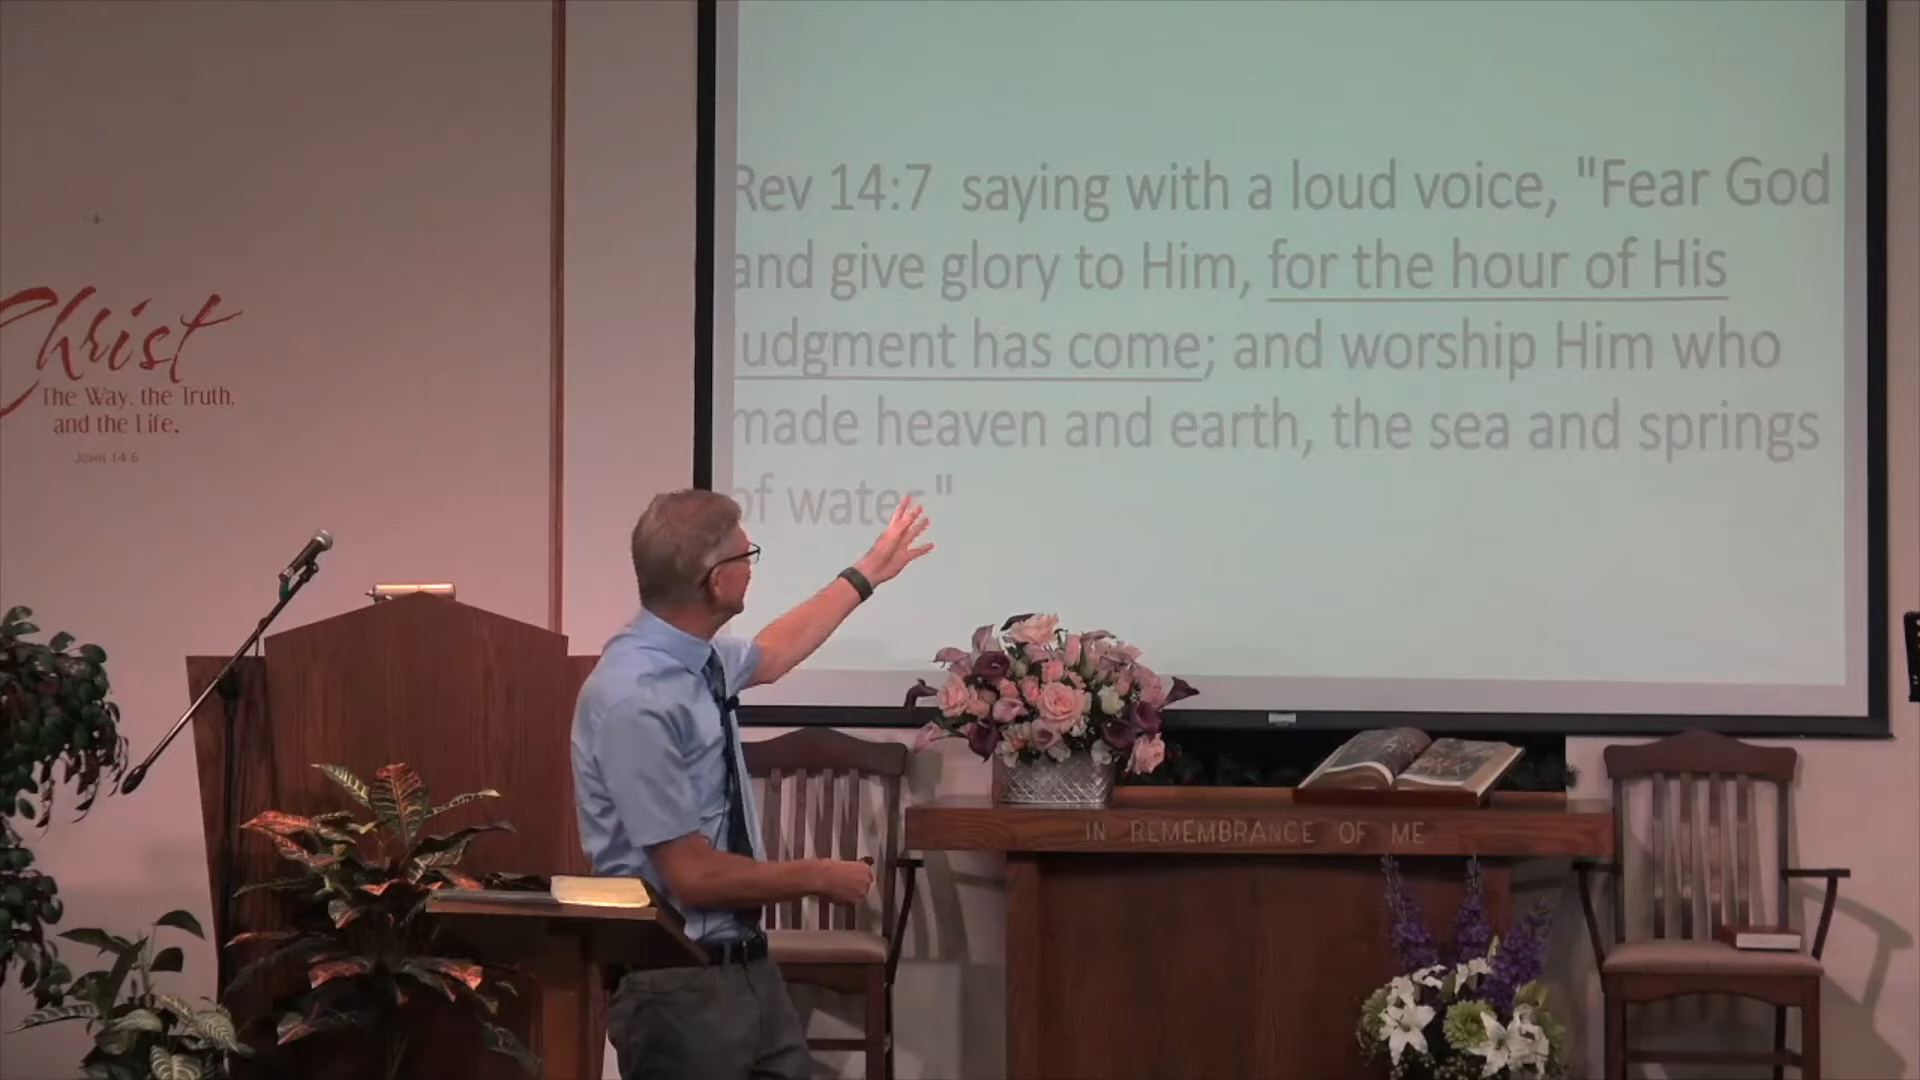 Rev 14:7 saying with a loud voice, "Fear God
and give glory to Him, for the hour of His
judgment has come; and worship Him who
made heaven and earth, the sea and springs
of water."
Christ
The Way, the Truth,
and the Life.
JOHN 14:6
IN REMEMBRANCE OF ME